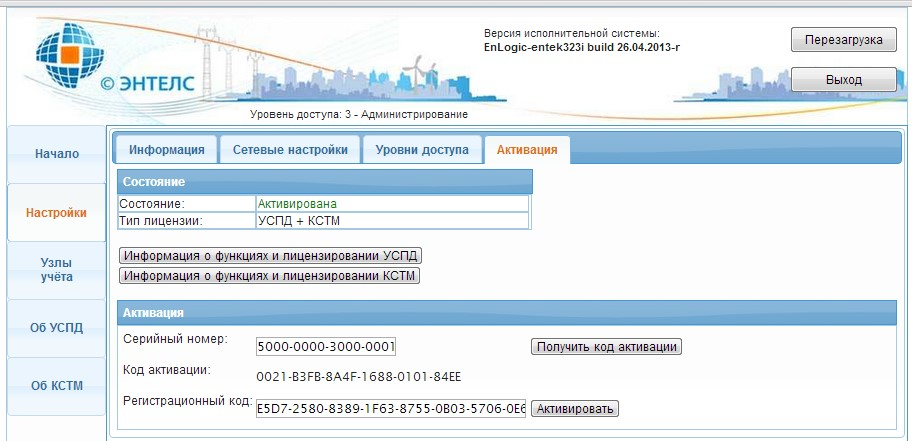 Версия исполнительной системы:
EnLogic-entek323i build 26.04.2013-r
Перезагрузка
Выход
© ЭНТЕЛС
Уровень доступа: 3 - Администрирование
Начало
Настройки
Узлы
учёта
Об УСПД
Об КСТМ
Информация Сетевые настройки Уровни доступа Активация
Состояние
Состояние: Активирована
Тип лицензии: УСПД + КСТМ
Информация о функциях и лицензировании УСПД
Информация о функциях и лицензировании КСТМ
Активация
Серийный номер: 5000-0000-3000-0001 Получить код активации
Код активации: 0021-B3FB-8A4F-1688-0101-84EE
Регистрационный код: E5D7-2580-8389-1F63-8755-0B03-5706-0E6 Активировать